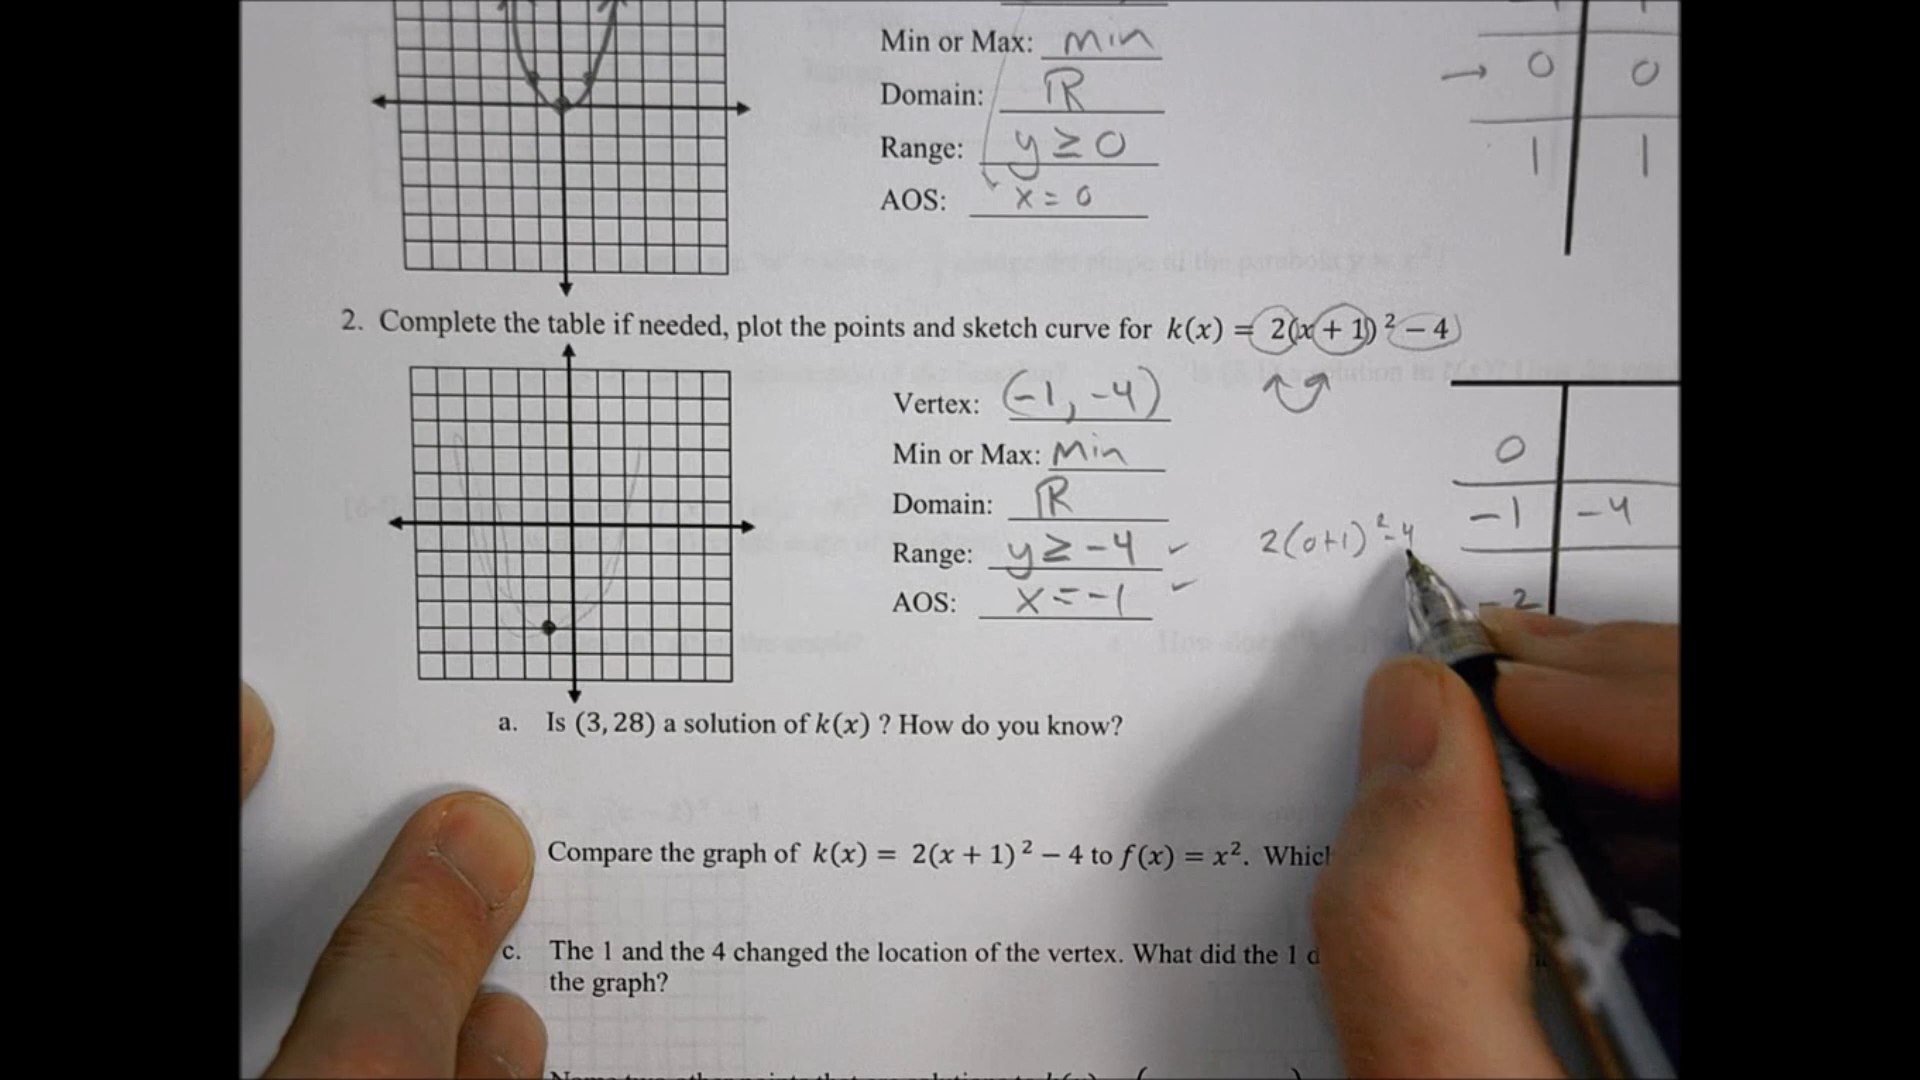 Min or Max: Min
Domain: ℝ
Range: y ≥ 0
AOS: x = 0
→ 0 0
1 1
2. Complete the table if needed, plot the points and sketch curve for k(x) = 2(x + 1)² − 4
Vertex: (−1, −4)
Min or Max: Min
Domain: ℝ
Range: y ≥ −4 ✓
AOS: x = −1 ✓
0
−1 −4
2(0+1)² −4
−2
a. Is (3, 28) a solution of k(x) ? How do you know?
Compare the graph of k(x) = 2(x + 1)² − 4 to f(x) = x². Which
c. The 1 and the 4 changed the location of the vertex. What did the 1 d
the graph?